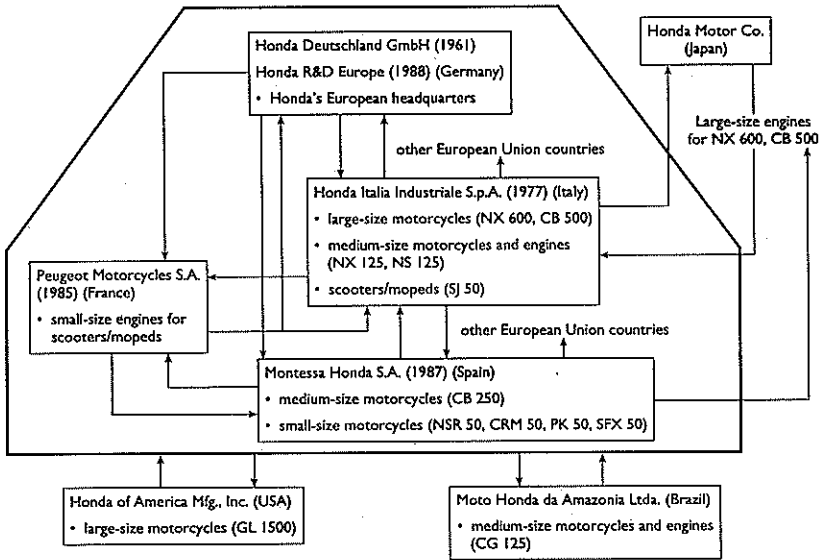 Honda Deutschland GmbH (1961)
Honda R&D Europe (1988) (Germany)
• Honda's European headquarters
Honda Motor Co.
(Japan)
Large-size engines
for NX 600, CB 500
other European Union countries
Honda Italia Industriale S.p.A. (1977) (Italy)
• large-size motorcycles (NX 600, CB 500)
• medium-size motorcycles and engines
(NX 125, NS 125)
• scooters/mopeds (SJ 50)
Peugeot Motorcycles S.A.
(1985) (France)
• small-size engines for
scooters/mopeds
other European Union countries
Montessa Honda S.A. (1987) (Spain)
• medium-size motorcycles (CB 250)
• small-size motorcycles (NSR 50, CRM 50, PK 50, SFX 50)
Honda of America Mfg., Inc. (USA)
• large-size motorcycles (GL 1500)
Moto Honda da Amazonia Ltda. (Brazil)
• medium-size motorcycles and engines
(CG 125)